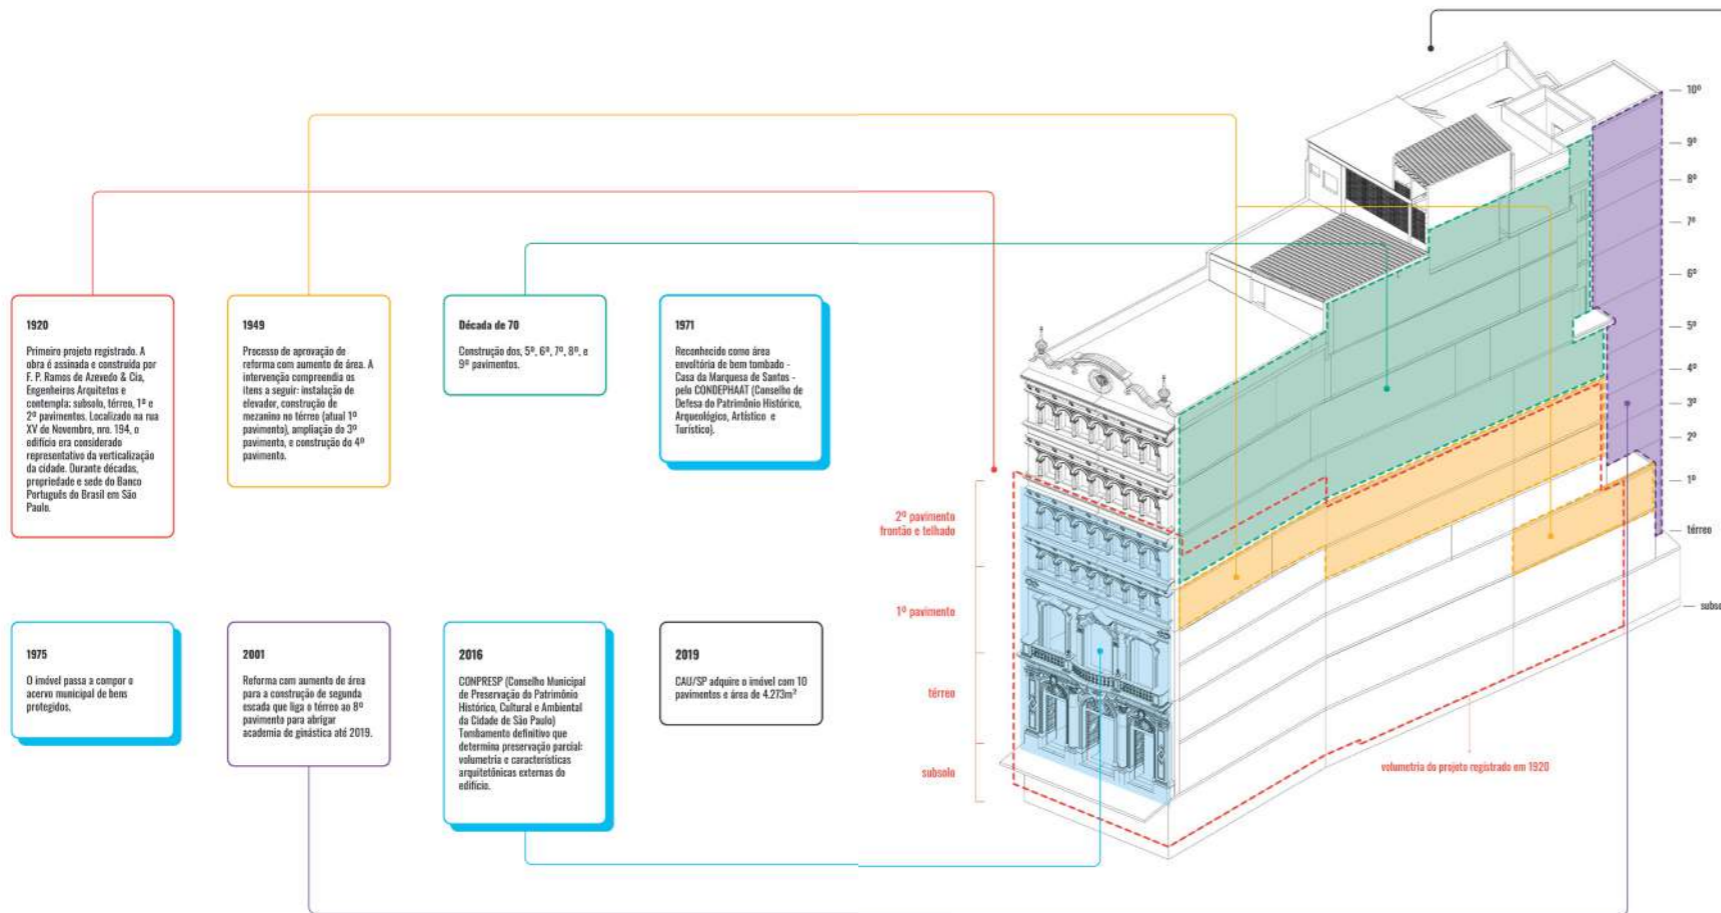 1920
Primeiro projeto registrado. A
obra é assinada e construída por
F. P. Ramos de Azevedo & Cia,
Engenheiros Arquitetos e
contempla: subsolo, térreo, 1º e
2º pavimentos. Localizado na rua
XV de Novembro, nro. 194, o
edifício era considerado
representativo da verticalização
da cidade. Durante décadas,
propriedade e sede do Banco
Português do Brasil em São
Paulo.
1949
Processo de aprovação de
reforma com aumento de área. A
intervenção compreendia os
itens a seguir: instalação de
elevador, construção de
mezanino no térreo (atual 1º
pavimento), ampliação do 3º
pavimento, e construção do 4º
pavimento.
Década de 70
Construção dos, 5º, 6º, 7º, 8º, e
9º pavimentos.
1971
Reconhecido como área
envoltória de bem tombado -
Casa da Marquesa de Santos -
pelo CONDEPHAAT (Conselho de
Defesa do Patrimônio Histórico,
Arqueológico, Artístico e
Turístico).
1975
O imóvel passa a compor o
acervo municipal de bens
protegidos.
2001
Reforma com aumento de área
para a construção de segunda
escada que liga o térreo ao 8º
pavimento para abrigar
academia de ginástica até 2019.
2016
CONPRESP (Conselho Municipal
de Preservação do Patrimônio
Histórico, Cultural e Ambiental
da Cidade de São Paulo)
Tombamento definitivo que
determina preservação parcial:
volumetria e características
arquitetônicas externas do
edifício.
2019
CAU/SP adquire o imóvel com 10
pavimentos e área de 4.273m²
2º pavimento
frontão e telhado
1º pavimento
térreo
subsolo
10º
9º
8º
7º
6º
5º
4º
3º
2º
1º
térreo
subso
volumetria do projeto registrado em 1920